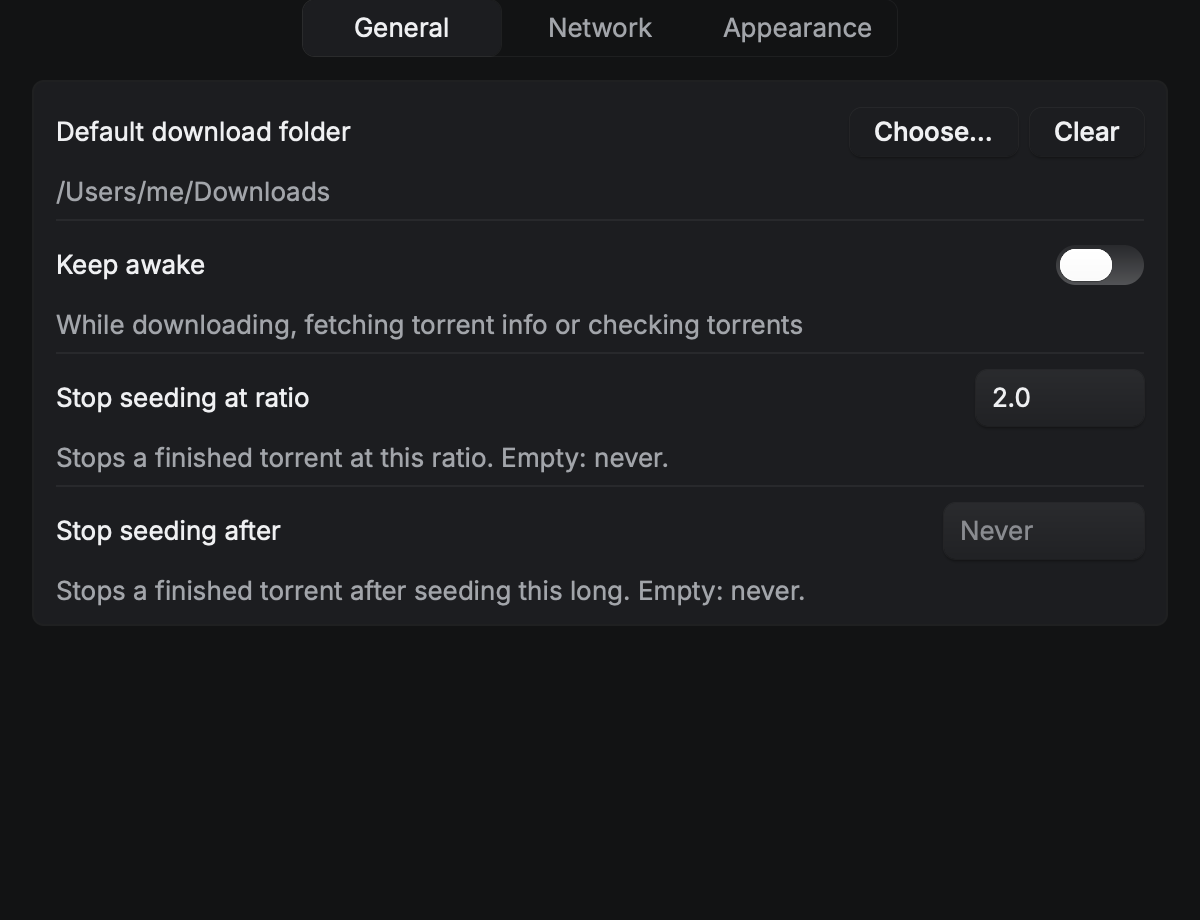 General Network Appearance
Default download folder Choose... Clear
/Users/me/Downloads
Keep awake
While downloading, fetching torrent info or checking torrents
Stop seeding at ratio 2.0
Stops a finished torrent at this ratio. Empty: never.
Stop seeding after Never
Stops a finished torrent after seeding this long. Empty: never.